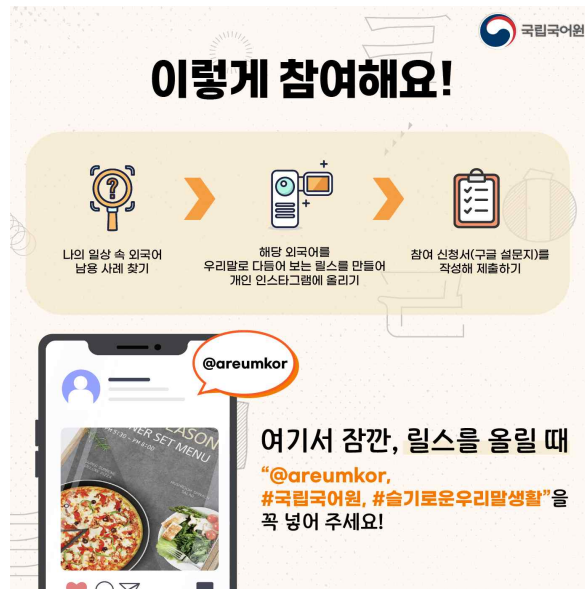 국립국어원
이렇게 참여해요!
나의 일상 속 외국어
남용 사례 찾기
해당 외국어를
우리말로 다듬어 보는 릴스를 만들어
개인 인스타그램에 올리기
참여 신청서(구글 설문지)를
작성해 제출하기
@areumkor
SEASON
NER SET MENU
PM 8:00
여기서 잠깐, 릴스를 올릴 때
“@areumkor,
#국립국어원, #슬기로운우리말생활”을
꼭 넣어 주세요!